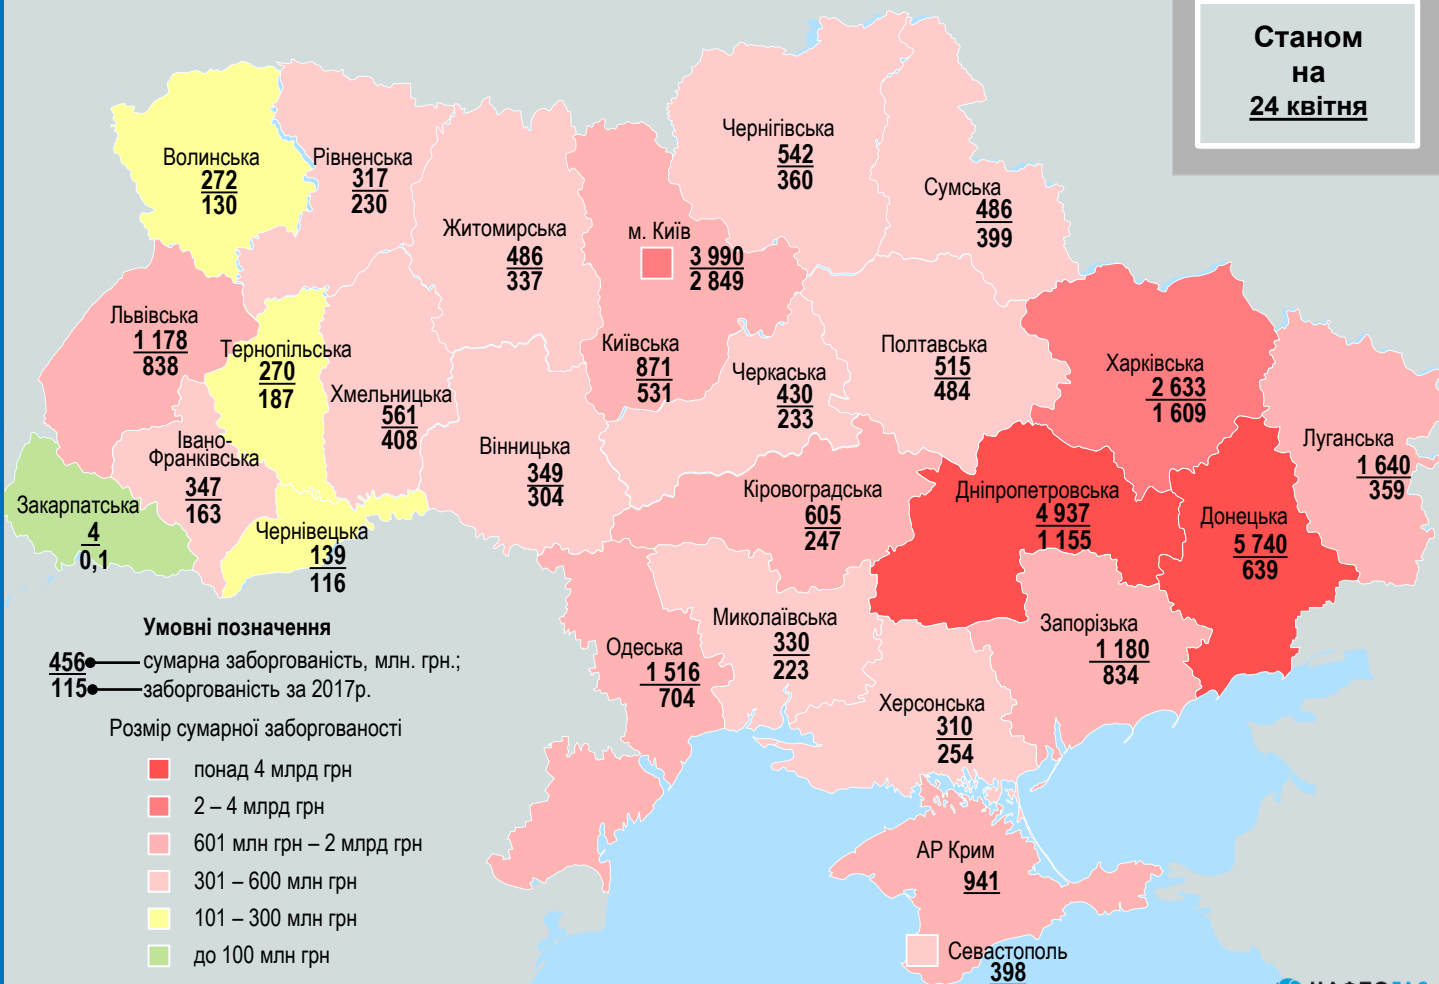 Станом
на
24 квітня
Волинська
272
130
Рівненська
317
230
Житомирська
486
337
м. Київ
3 990
2 849
Чернігівська
542
360
Сумська
486
399
Львівська
1 178
838
Тернопільська
270
187
Хмельницька
561
408
Київська
871
531
Черкаська
430
233
Полтавська
515
484
Харківська
2 633
1 609
Луганська
1 640
359
Івано-
Франківська
347
163
Вінницька
349
304
Кіровоградська
605
247
Дніпропетровська
4 937
1 155
Донецька
5 740
639
Закарпатська
4
0,1
Чернівецька
139
116
Одеська
1 516
704
Миколаївська
330
223
Запорізька
1 180
834
Херсонська
310
254
АР Крим
941
Севастополь
398
Умовні позначення
456 сумарна заборгованість, млн. грн.;
115 заборгованість за 2017р.
Розмір сумарної заборгованості
понад 4 млрд грн
2 – 4 млрд грн
601 млн грн – 2 млрд грн
301 – 600 млн грн
101 – 300 млн грн
до 100 млн грн